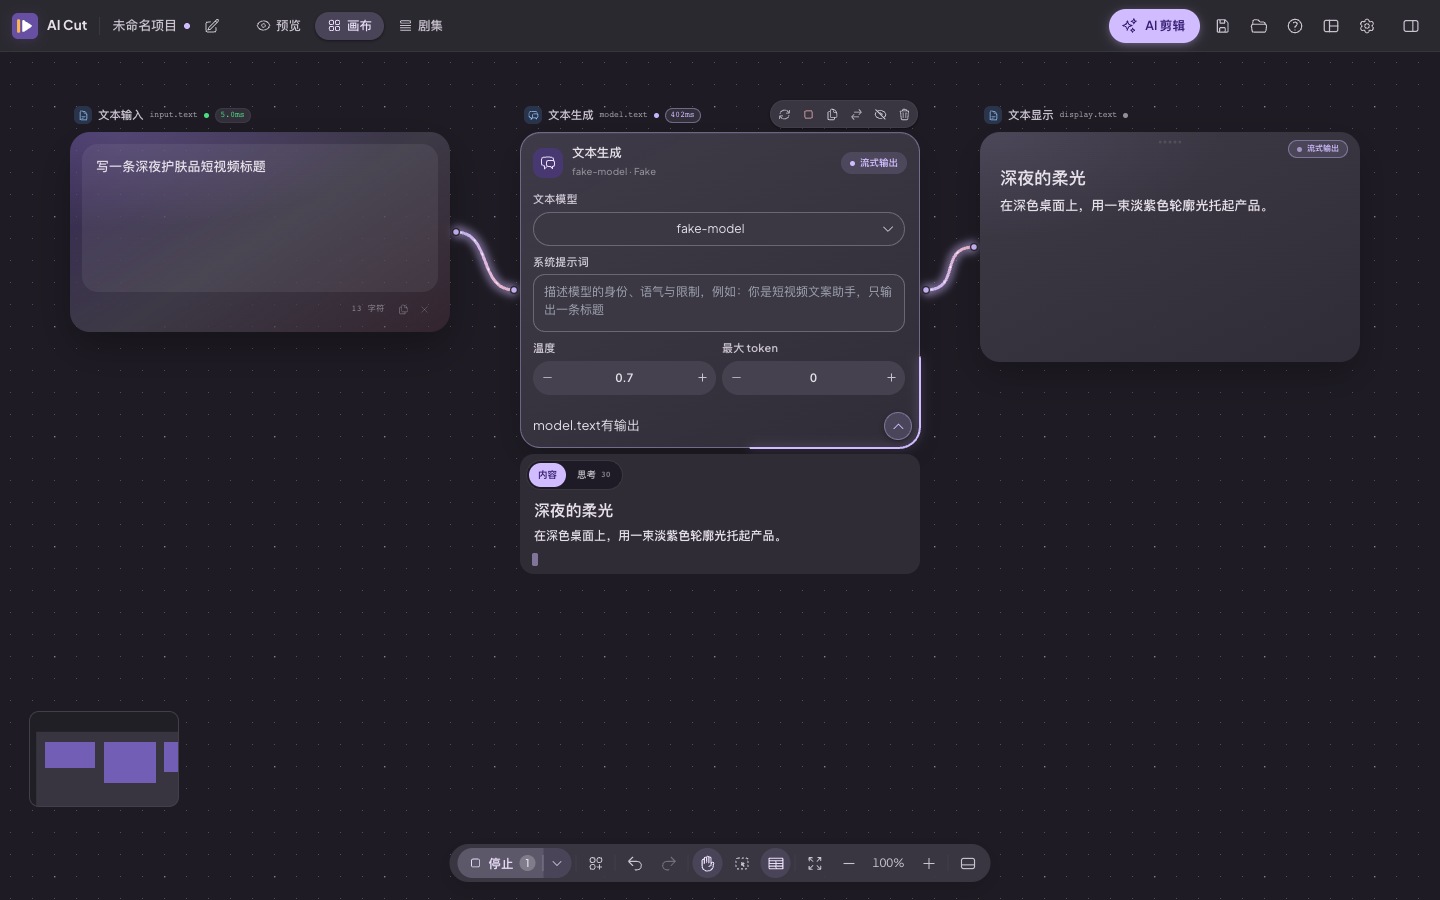 AI Cut
未命名项目
预览
画布
剧集
AI 剪辑
文本输入 input.text 5.0ms
写一条深夜护肤品短视频标题
13 字符
文本生成 model.text 402ms
文本生成
fake-model · Fake
流式输出
文本模型
fake-model
系统提示词
描述模型的身份、语气与限制，例如：你是短视频文案助手，只输
出一条标题
温度
最大 token
0.7
0
model.text有输出
内容
思考 30
深夜的柔光
在深色桌面上，用一束淡紫色轮廓光托起产品。
文本显示 display.text
流式输出
深夜的柔光
在深色桌面上，用一束淡紫色轮廓光托起产品。
停止 1
100%